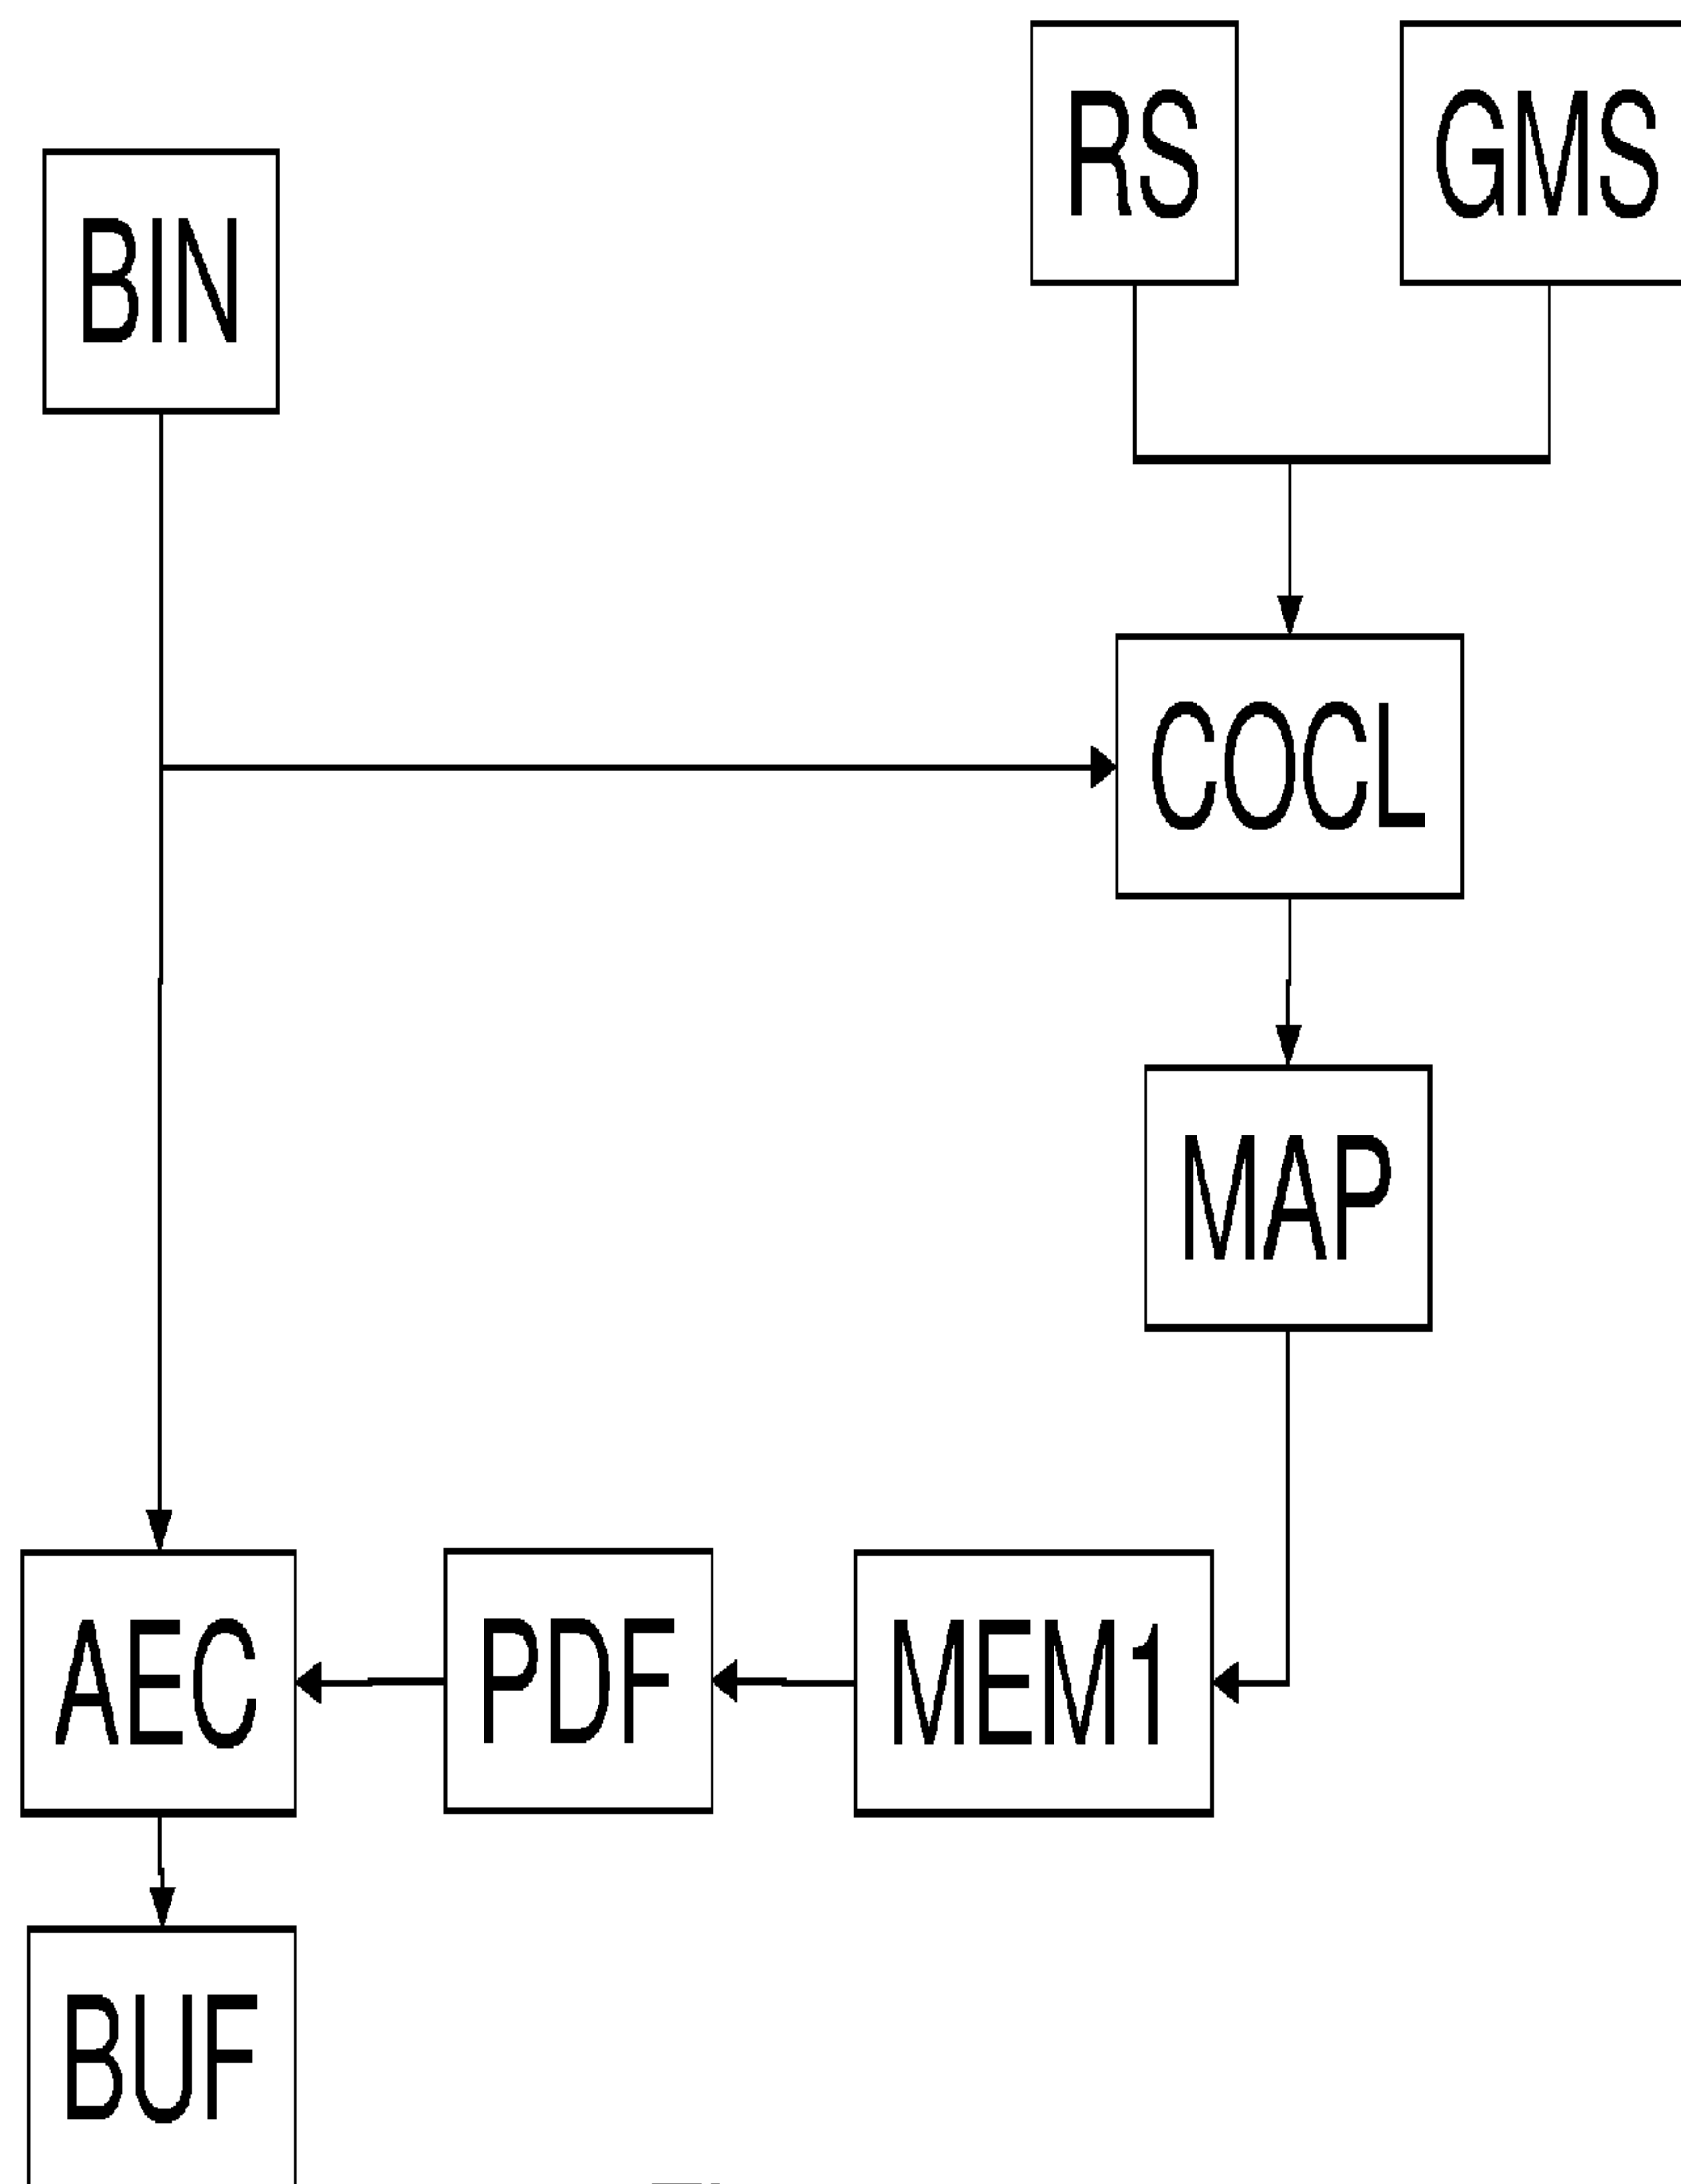 RS
GMS
BIN
COCL
MAP
AEC
PDF
MEM1
BUF